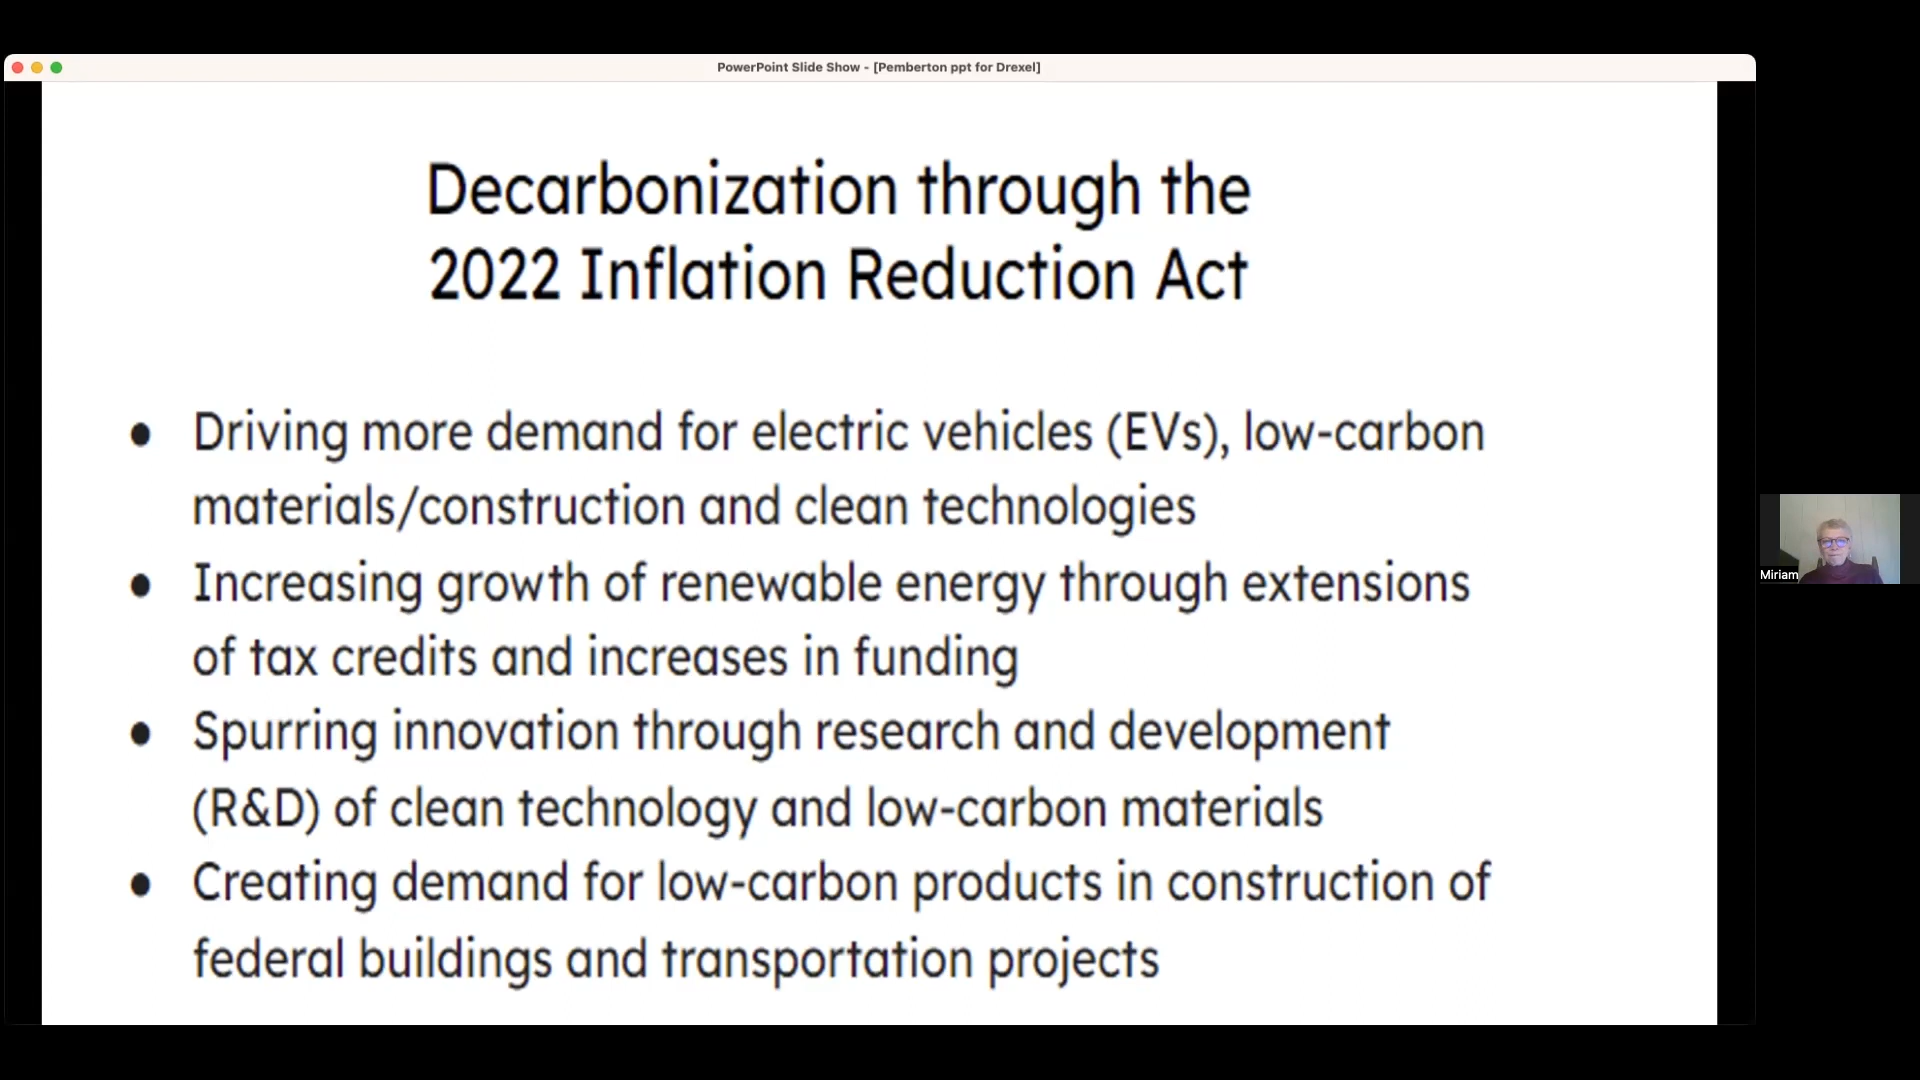 PowerPoint Slide Show - [Pemberton ppt for Drexel]
Decarbonization through the
2022 Inflation Reduction Act
● Driving more demand for electric vehicles (EVs), low-carbon
materials/construction and clean technologies
● Increasing growth of renewable energy through extensions
of tax credits and increases in funding
● Spurring innovation through research and development
(R&D) of clean technology and low-carbon materials
● Creating demand for low-carbon products in construction of
federal buildings and transportation projects
Miriam